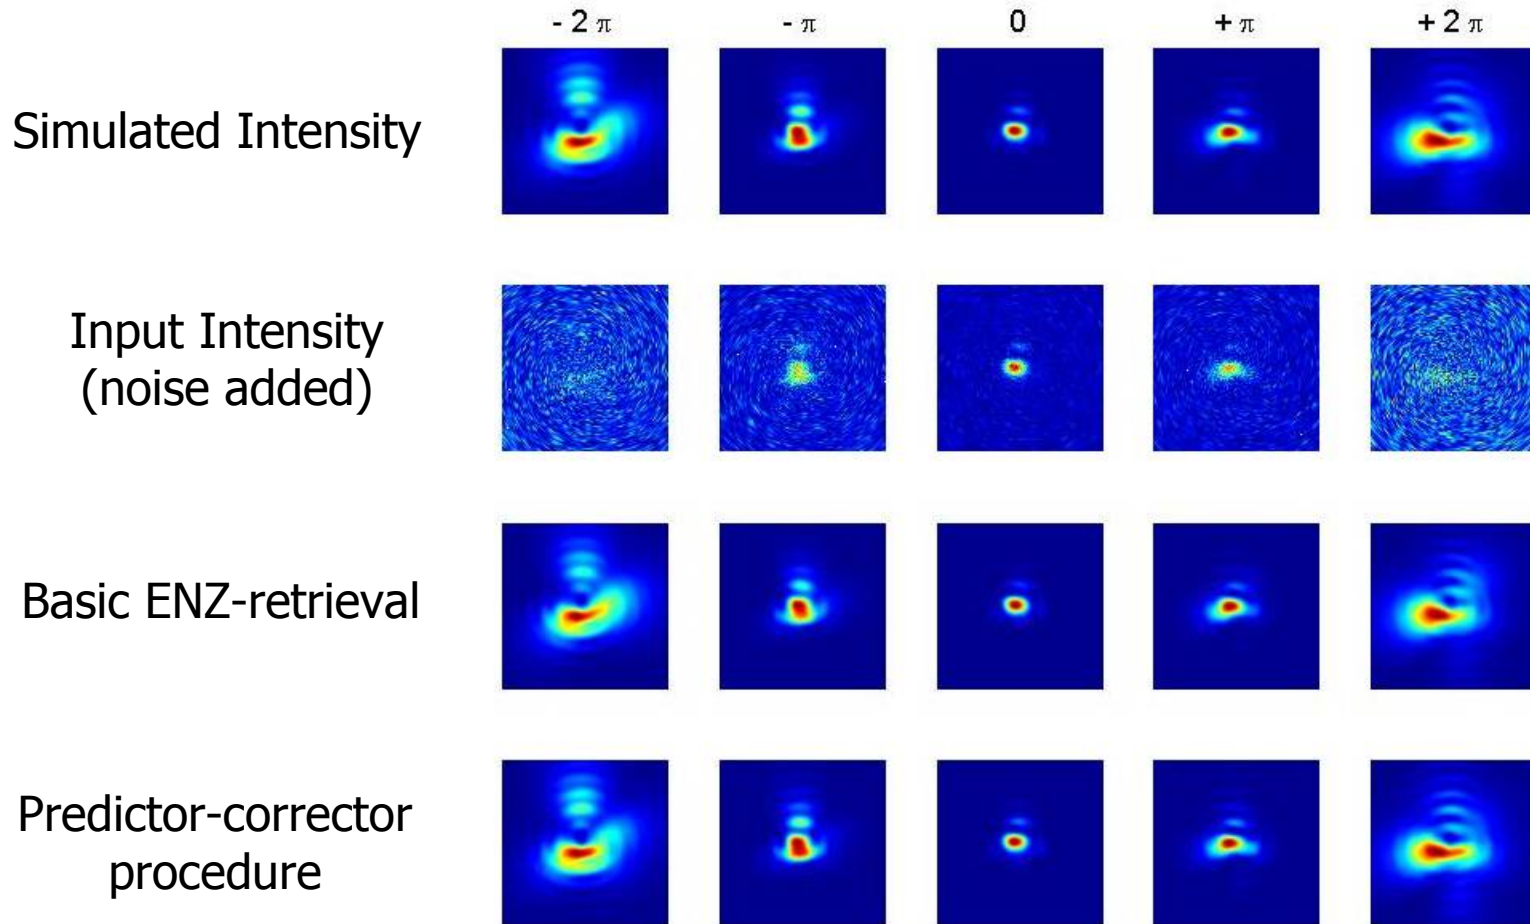 - 2 π - π 0 + π + 2 π
Simulated Intensity
Input Intensity
(noise added)
Basic ENZ-retrieval
Predictor-corrector
procedure